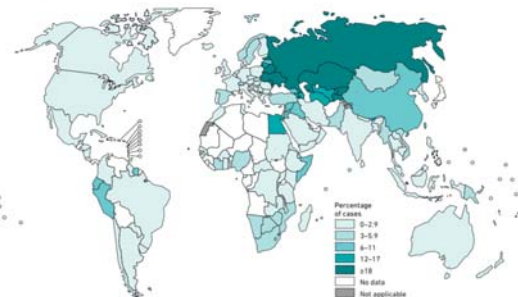 Percentage
of cases
0–2.9
3–5.9
6–11
12–17
≥18
No data
Not applicable